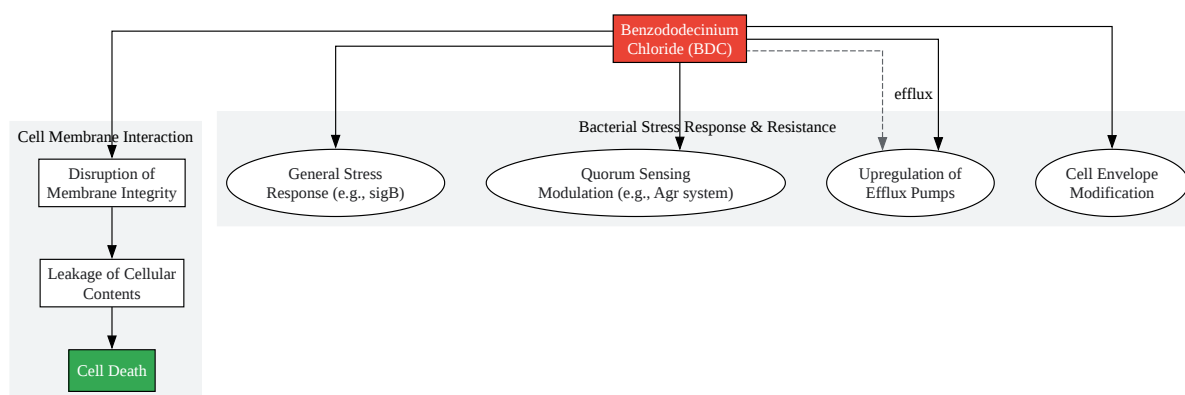 Benzododecinium
Chloride (BDC)
efflux
Cell Membrane Interaction
Bacterial Stress Response & Resistance
Disruption of
Membrane Integrity
General Stress
Response (e.g., sigB)
Quorum Sensing
Modulation (e.g., Agr system)
Upregulation of
Efflux Pumps
Cell Envelope
Modification
Leakage of Cellular
Contents
Cell Death